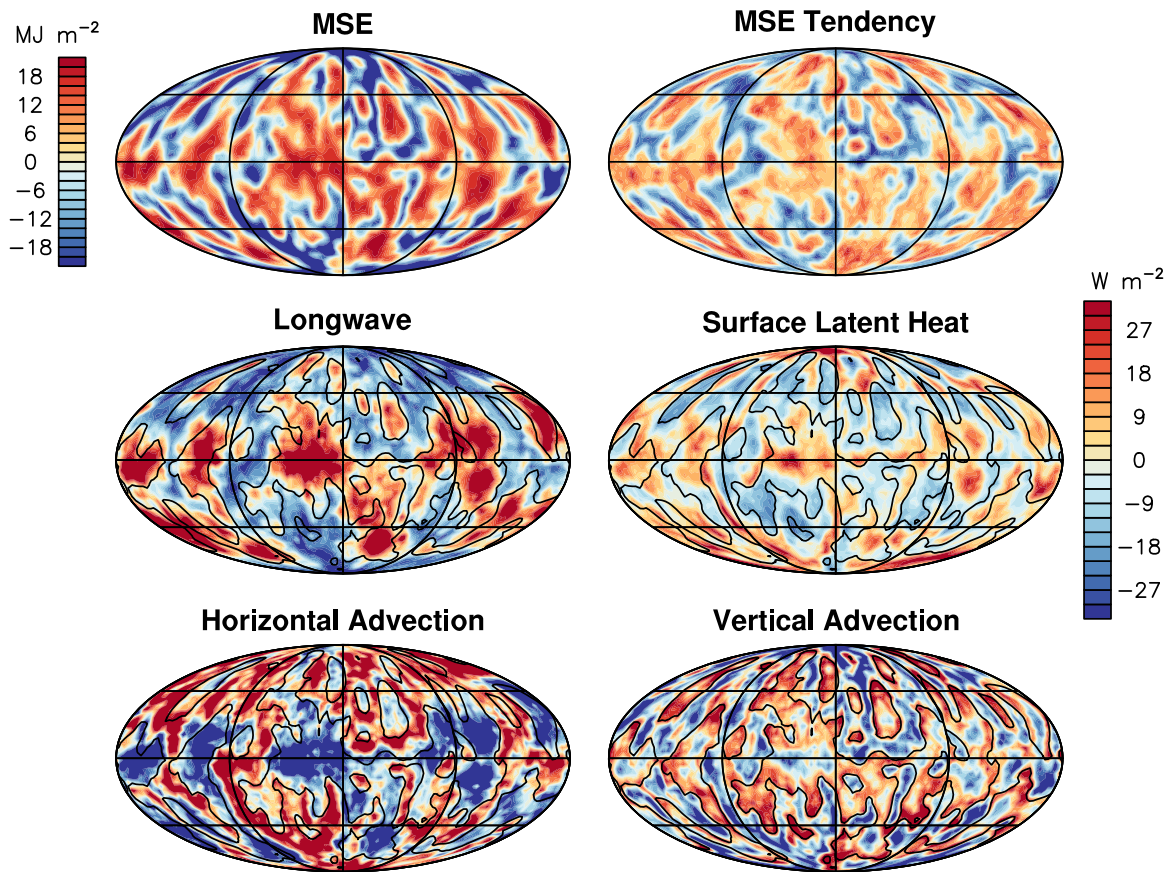 MSE
MSE Tendency
MJ m−2
18
12
6
0
−6
−12
−18
Longwave
Surface Latent Heat
W m−2
27
18
9
0
−9
−18
−27
Horizontal Advection
Vertical Advection